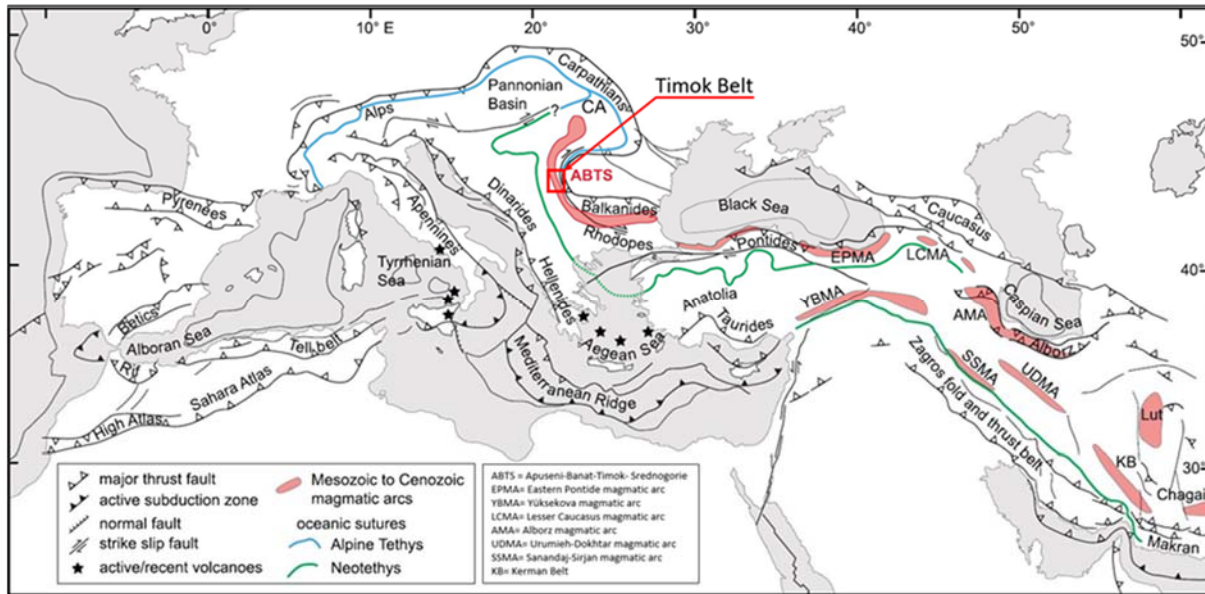 0°
10° E
20°
30°
40°
50°
50°
Timok Belt
Carpathians
Pannonian
Basin
?
CA
Alps
ABTS
Pyrenees
Apennines
Dinarides
Balkanides
Black Sea
Caucasus
Rhodopes
Pontides
EPMA
LCMA
Tyrrhenian
Sea
Hellenides
40°
Anatolia
YBMA
AMA
Caspian Sea
Betics
Alboran Sea
Taurides
Aegean Sea
Alborz
Rif
Tell belt
Mediterranean Ridge
SSMA
UDMA
Sahara Atlas
High Atlas
Zagros fold and thrust belt
Lut
KB
30°
Chagai
Makran
major thrust fault
active subduction zone
normal fault
strike slip fault
active/recent volcanoes
Mesozoic to Cenozoic
magmatic arcs
oceanic sutures
Alpine Tethys
Neotethys
ABTS = Apuseni-Banat-Timok- Srednogorie
EPMA= Eastern Pontide magmatic arc
YBMA= Yüksekova magmatic arc
LCMA= Lesser Caucasus magmatic arc
AMA= Alborz magmatic arc
UDMA= Urumieh-Dokhtar magmatic arc
SSMA= Sanandaj-Sirjan magmatic arc
KB= Kerman Belt